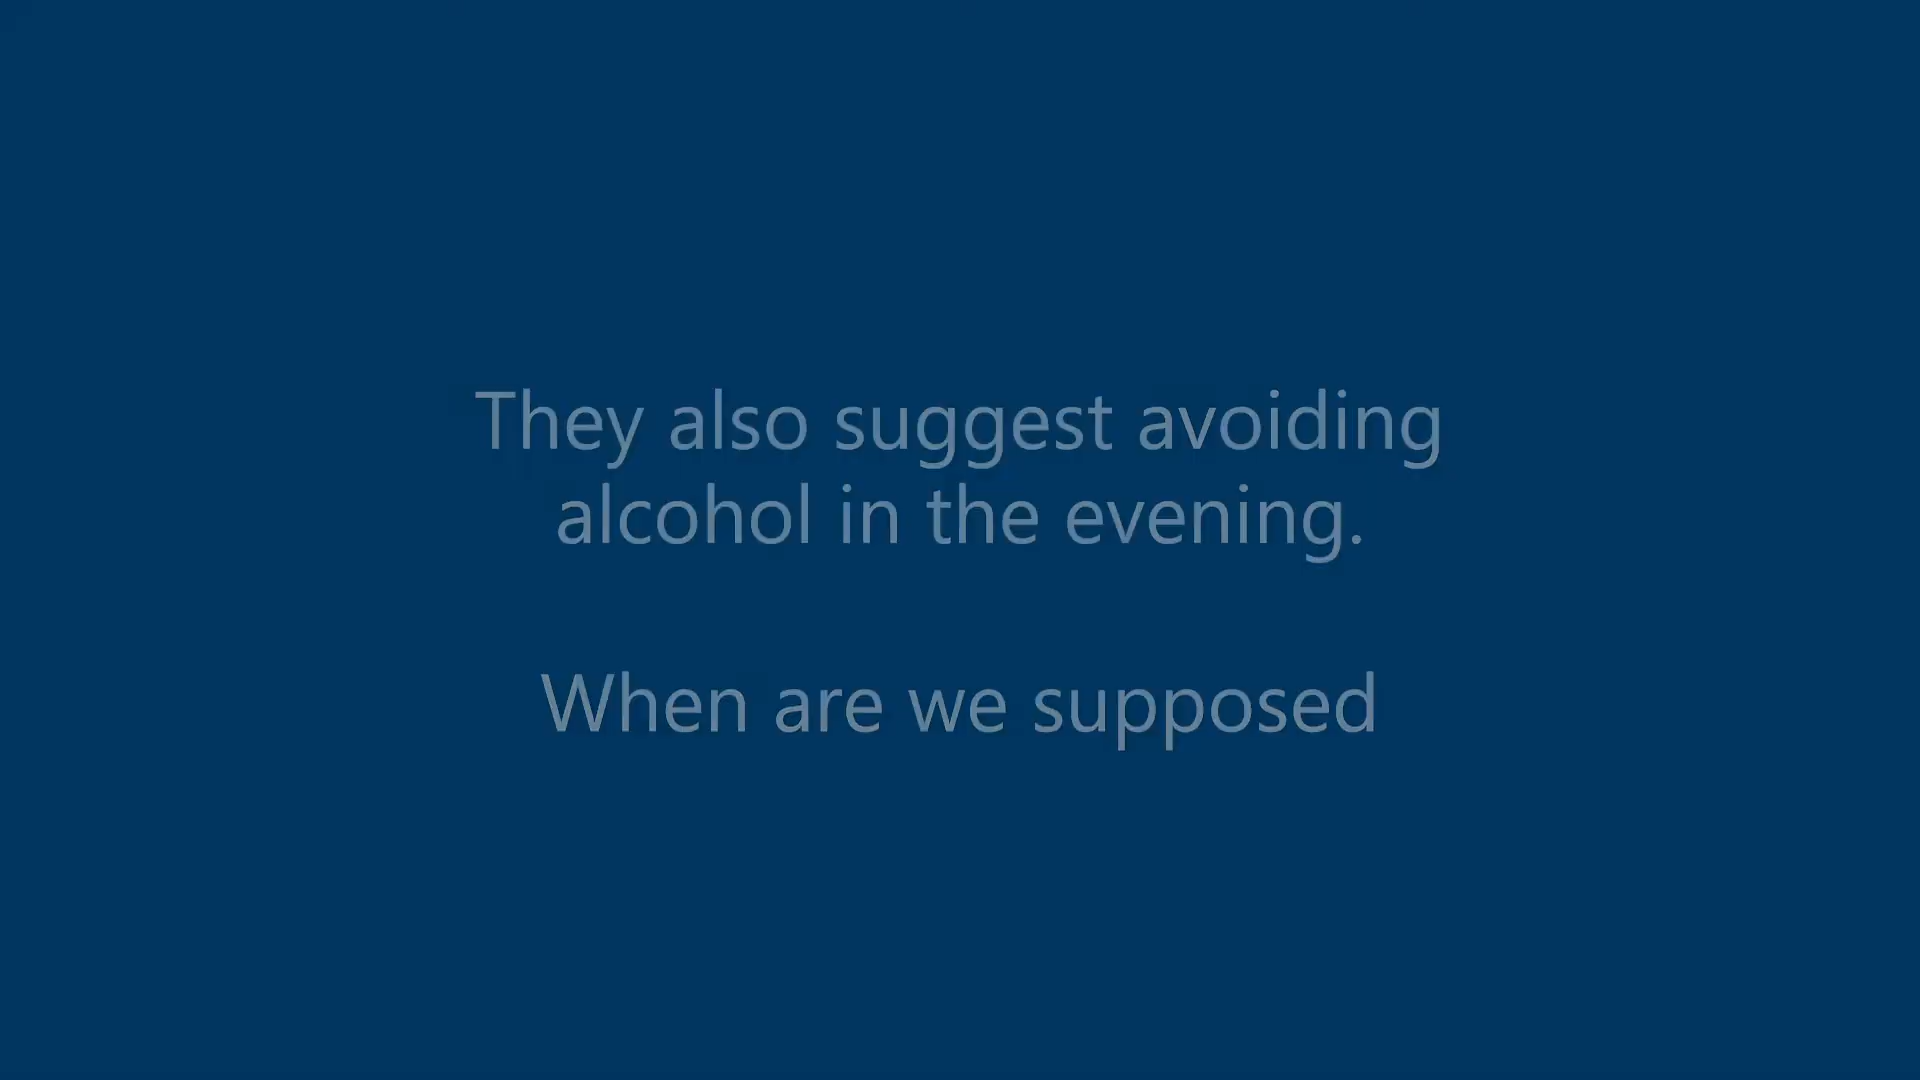 They also suggest avoiding
alcohol in the evening.
When are we supposed